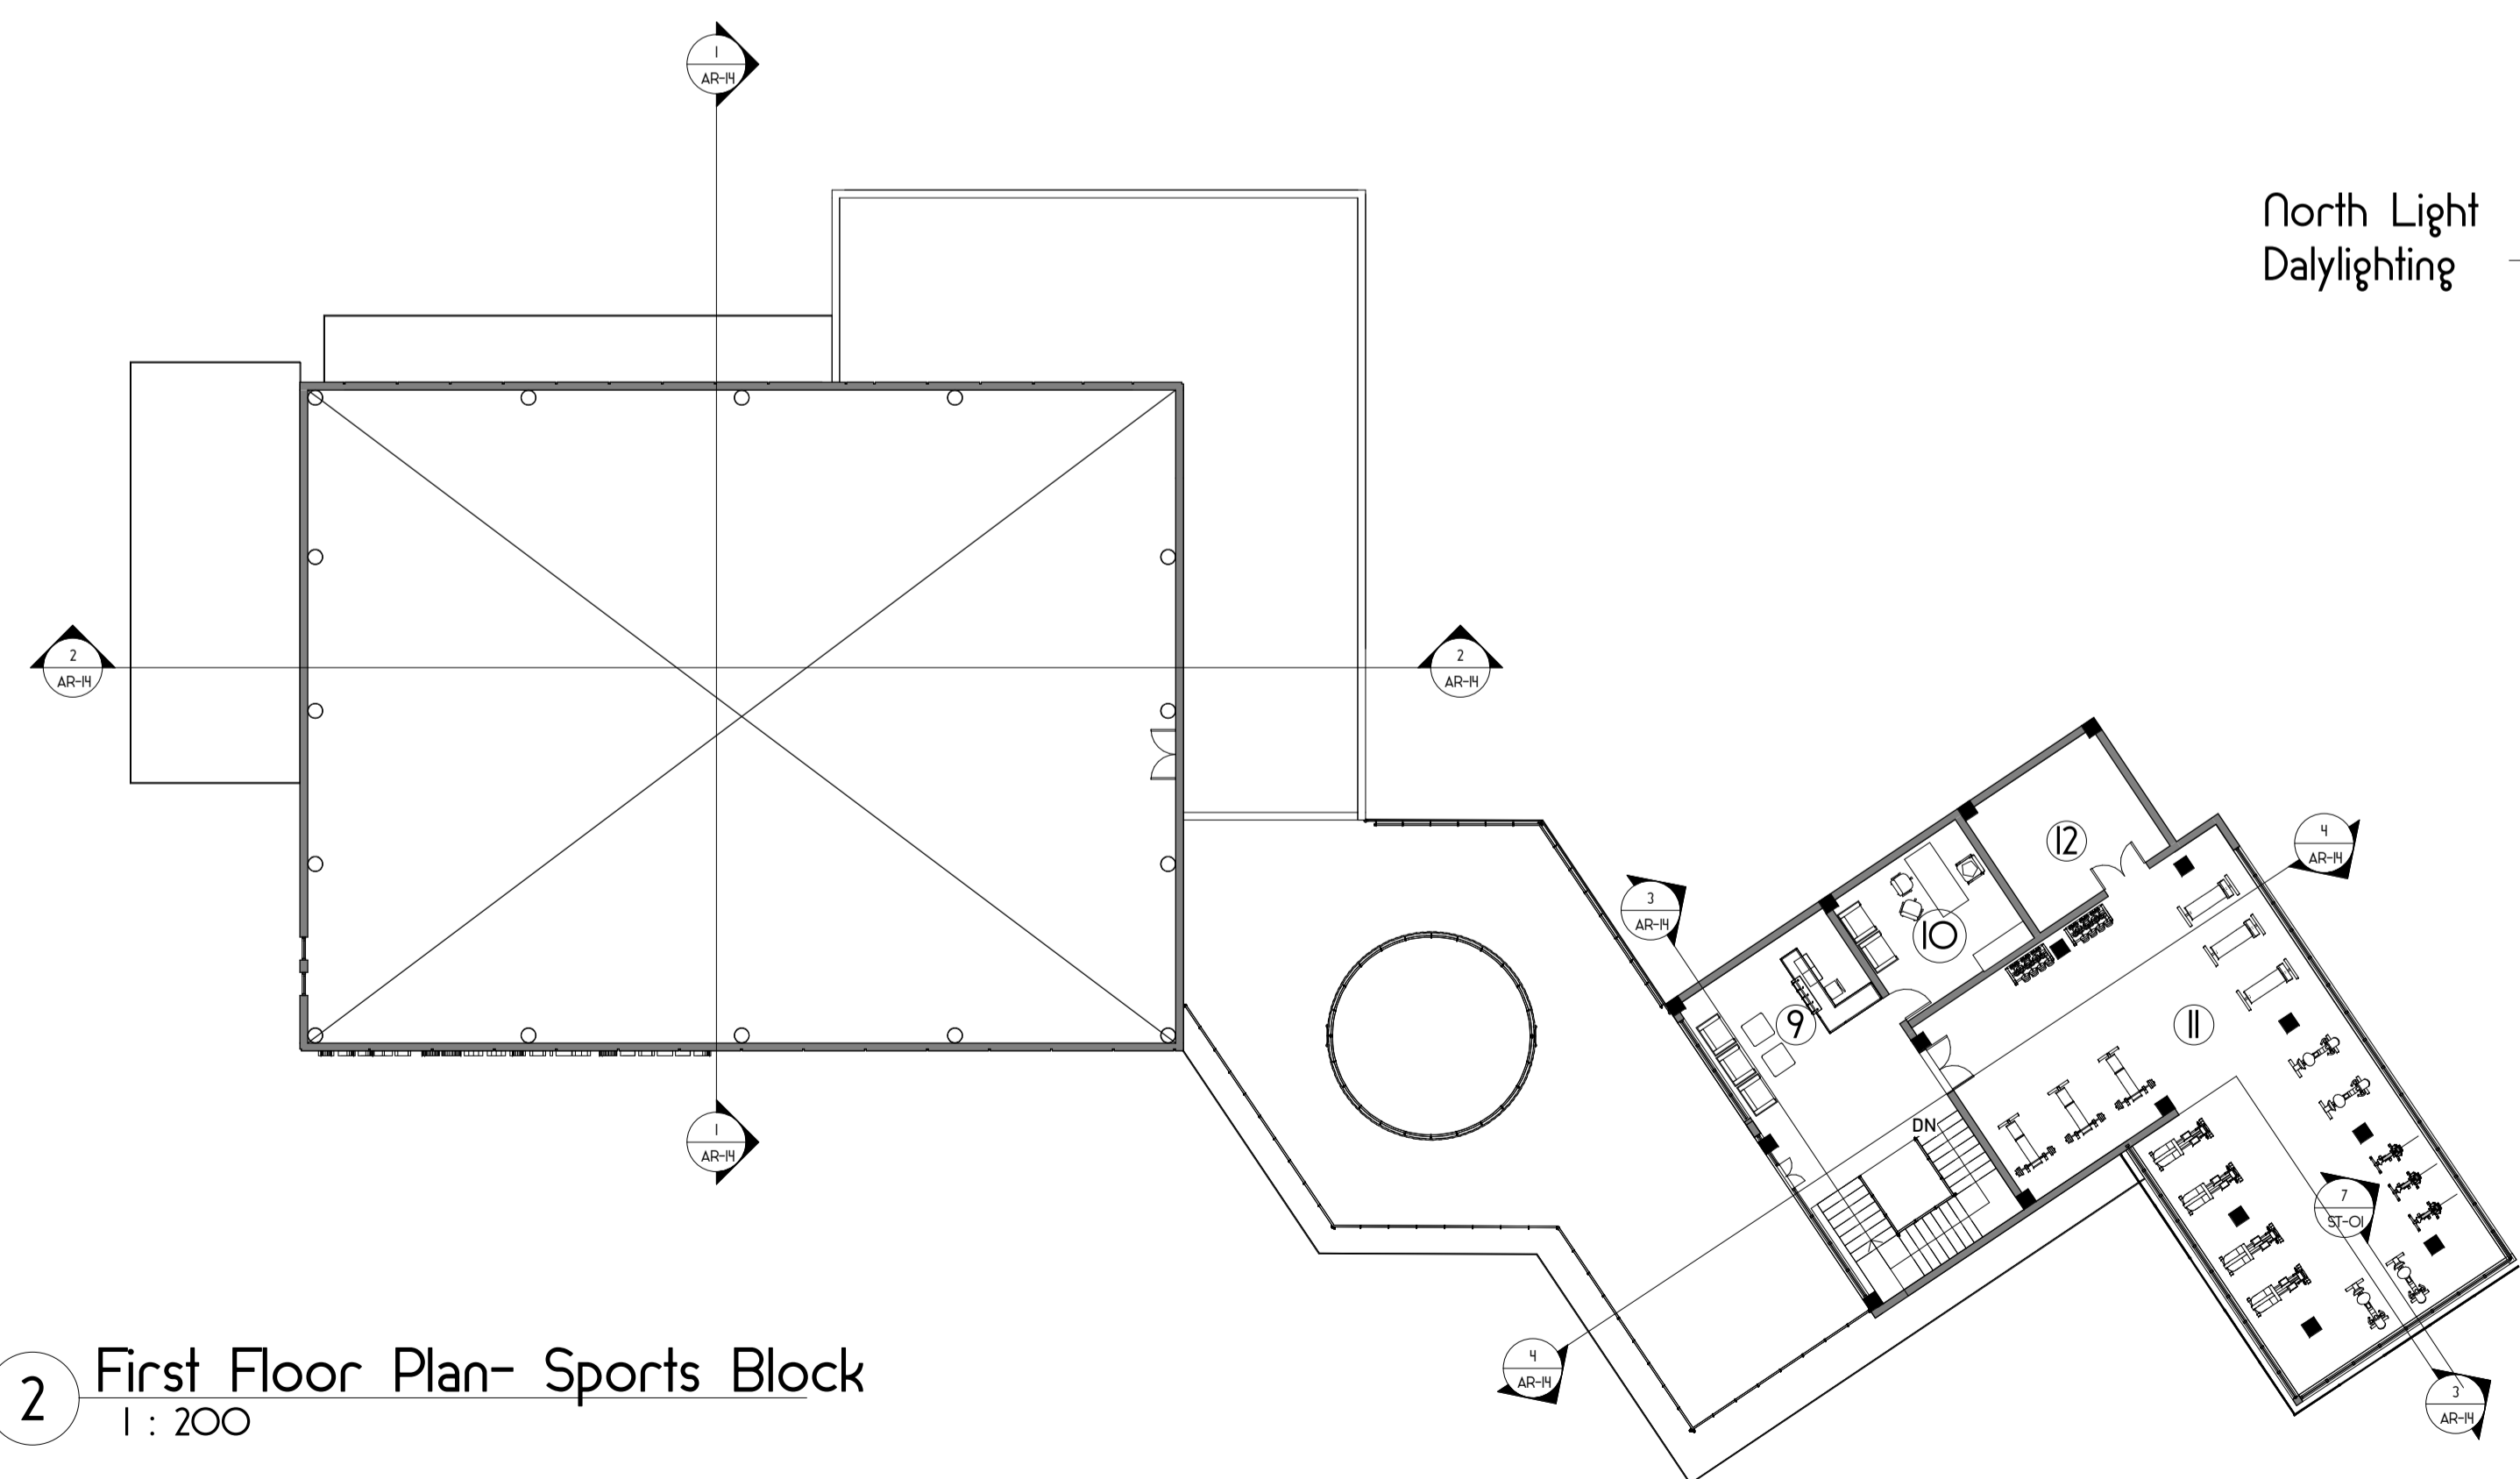 1
AR-14
North Light
Dalylighting
2
AR-14
2
AR-14
12
4
AR-14
3
AR-14
10
9
11
DN
1
AR-14
7
ST-01
4
AR-14
3
AR-14
2
First Floor Plan- Sports Block
1 : 200